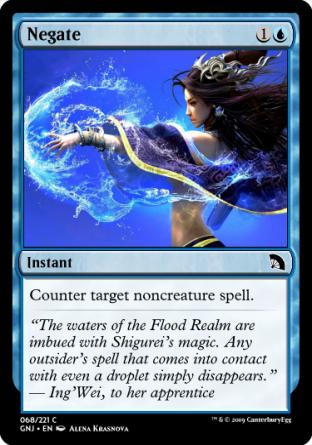 Negate 1
Instant
Counter target noncreature spell.
“The waters of the Flood Realm are
imbued with Shigurei’s magic. Any
outsider’s spell that comes into contact
with even a droplet simply disappears.”
— Ing’Wei, to her apprentice
068/221 C
GNJ • EN Alena Krasnova
™ & © 2019 CanterburyEgg